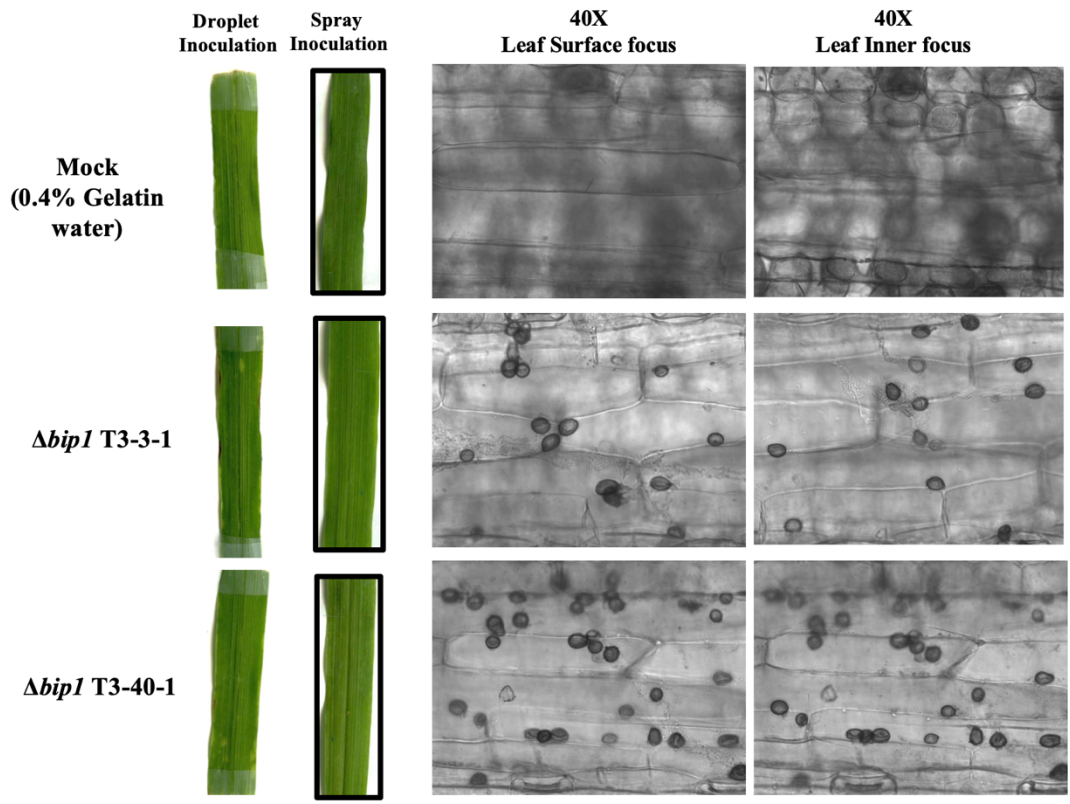 Droplet
Inoculation
Spray
Inoculation
40X
Leaf Surface focus
40X
Leaf Inner focus
Mock
(0.4% Gelatin
water)
Δbip1 T3-3-1
Δbip1 T3-40-1